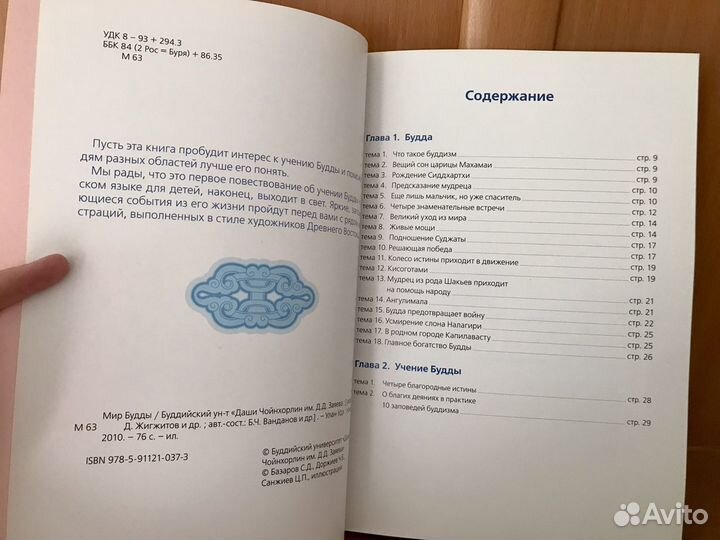 УДК 8 – 93 + 294.3
ББК 84 (2 Рос = Буря) + 86.35
М 63
Пусть эта книга пробудит интерес к учению Будды и
дям разных областей лучше его понять.
Мы рады, что это первое повествование об учении Будды
ском языке для детей, наконец, выходит в свет. Яркие,
ющиеся события из его жизни пройдут перед вами с
страций, выполненных в стиле художников Древнего
Мир Будды / Буддийский ун-т «Даши Чойнхорлин им. Д.Д. Заяева.
М 63 Д. Жигжитов и др. ; авт.-сост.: Б.Ч. Ванданов и др.] . – Улан-Удэ
2010. – 76 с. – ил.
ISBN 978-5-91121-037-3
© Буддийский университет
Чойнхорлин им. Д.Д. Заяева
© Базаров С.Д., Доржиев Ч.Б.
Санжиев Ц.П., иллюстрации
Содержание
Глава 1. Будда
тема 1. Что такое буддизм стр. 9
тема 2. Вещий сон царицы Махамаи стр. 9
тема 3. Рождение Сиддхартхи стр. 9
тема 4. Предсказание мудреца стр. 10
тема 5. Еще лишь мальчик, но уже спаситель стр. 10
тема 6. Четыре знаменательные встречи стр. 12
тема 7. Великий уход из мира стр. 14
тема 8. Живые мощи стр. 14
тема 9. Подношение Суджаты стр. 17
тема 10. Решающая победа стр. 17
тема 11. Колесо истины приходит в движение стр. 19
тема 12. Кисоготами стр. 19
тема 13. Мудрец из рода Шакьев приходит
на помощь народу стр. 21
тема 14. Ангулимала стр. 21
тема 15. Будда предотвращает войну стр. 22
тема 16. Усмирение слона Налагири стр. 25
тема 17. В родном городе Капилавасту стр. 25
тема 18. Главное богатство Будды стр. 26
Глава 2. Учение Будды
тема 1. Четыре благородные истины стр. 28
тема 2. О благих деяниях в практике
10 заповедей буддизма стр. 29
Avito